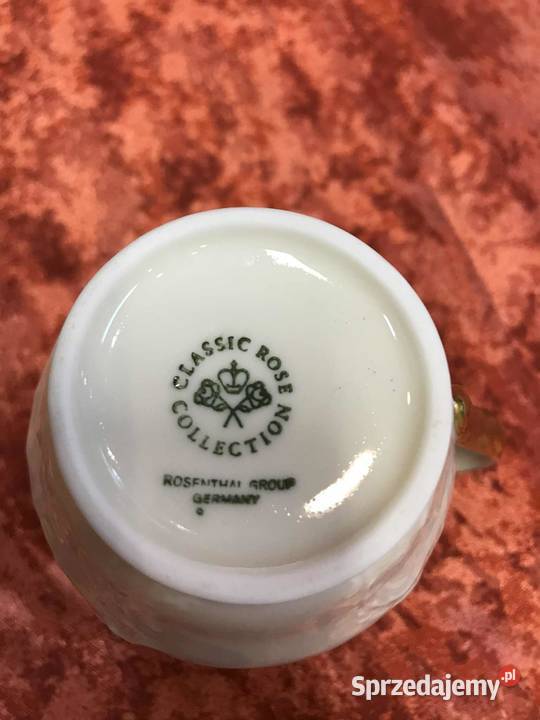 CLASSIC ROSE
COLLECTION
ROSENTHAL GROUP
GERMANY
Sprzedajemy.pl